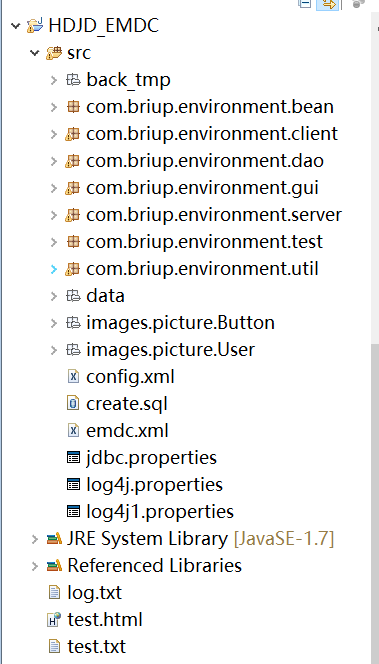 HDJD_EMDC
src
back_tmp
com.briup.environment.bean
com.briup.environment.client
com.briup.environment.dao
com.briup.environment.gui
com.briup.environment.server
com.briup.environment.test
com.briup.environment.util
data
images.picture.Button
images.picture.User
config.xml
create.sql
emdc.xml
jdbc.properties
log4j.properties
log4j1.properties
JRE System Library [JavaSE-1.7]
Referenced Libraries
log.txt
test.html
test.txt